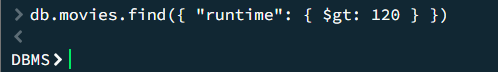 > db.movies.find({ "runtime": { $gt: 120 } })
<
DBMS>